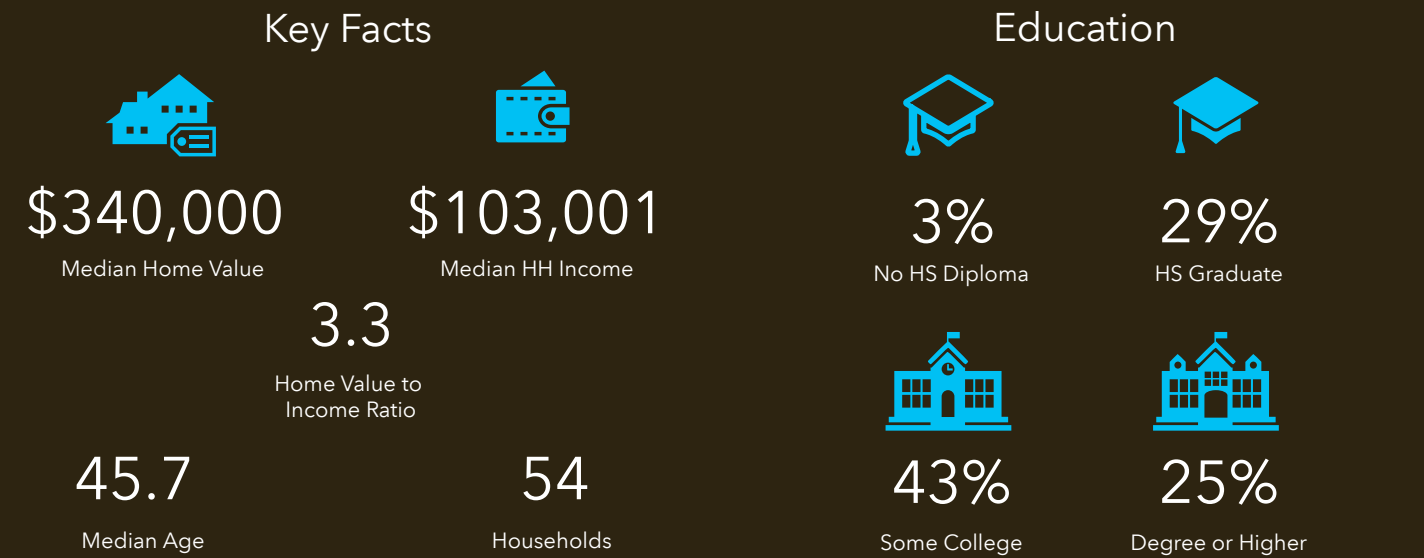 Key Facts
$340,000
Median Home Value
$103,001
Median HH Income
3.3
Home Value to
Income Ratio
45.7
Median Age
54
Households
Education
3%
No HS Diploma
29%
HS Graduate
43%
Some College
25%
Degree or Higher